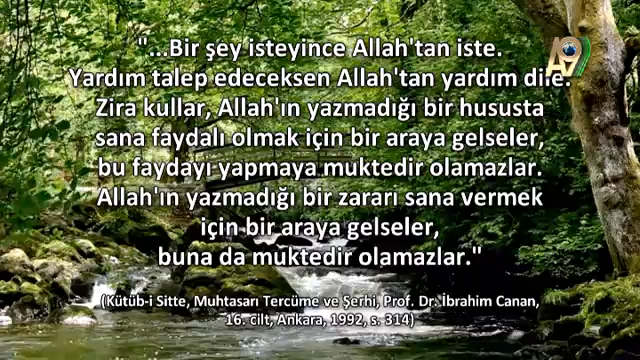 "...Bir şey isteyince Allah'tan iste.
Yardım talep edeceksen Allah'tan yardım dile.
Zira kullar, Allah'ın yazmadığı bir hususta
sana faydalı olmak için bir araya gelseler,
bu faydayı yapmaya muktedir olamazlar.
Allah'ın yazmadığı bir zararı sana vermek
için bir araya gelseler,
buna da muktedir olamazlar."
(Kütüb-i Sitte, Muhtasarı Tercüme ve Şerhi, Prof. Dr. İbrahim Canan,
16. cilt, Ankara, 1992, s. 314)
A9